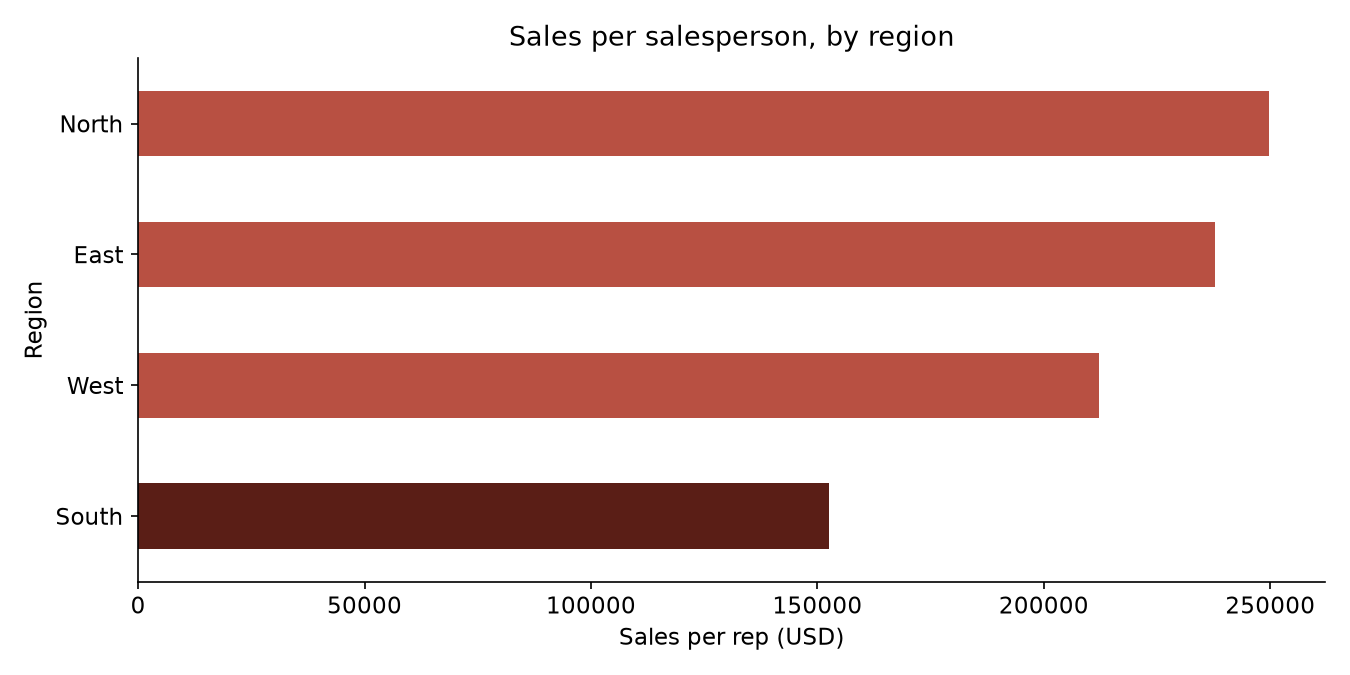 Sales per salesperson, by region
North
East
West
South
Region
0 50000 100000 150000 200000 250000
Sales per rep (USD)